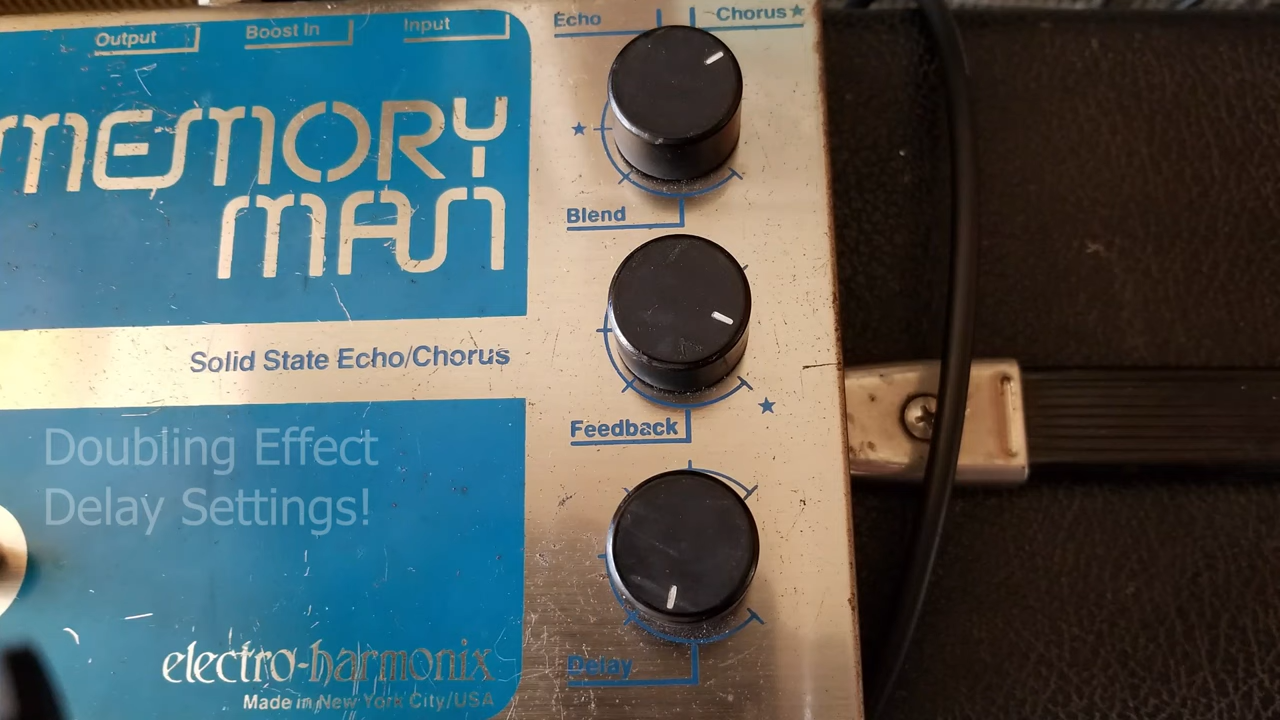 Output
Boost In
Input
Echo
Chorus★
MEMORY
MAN
★
Blend
Solid State Echo/Chorus
★
Feedback
Doubling Effect
Delay Settings!
electro-harmonix
Delay
Made in New York City/USA